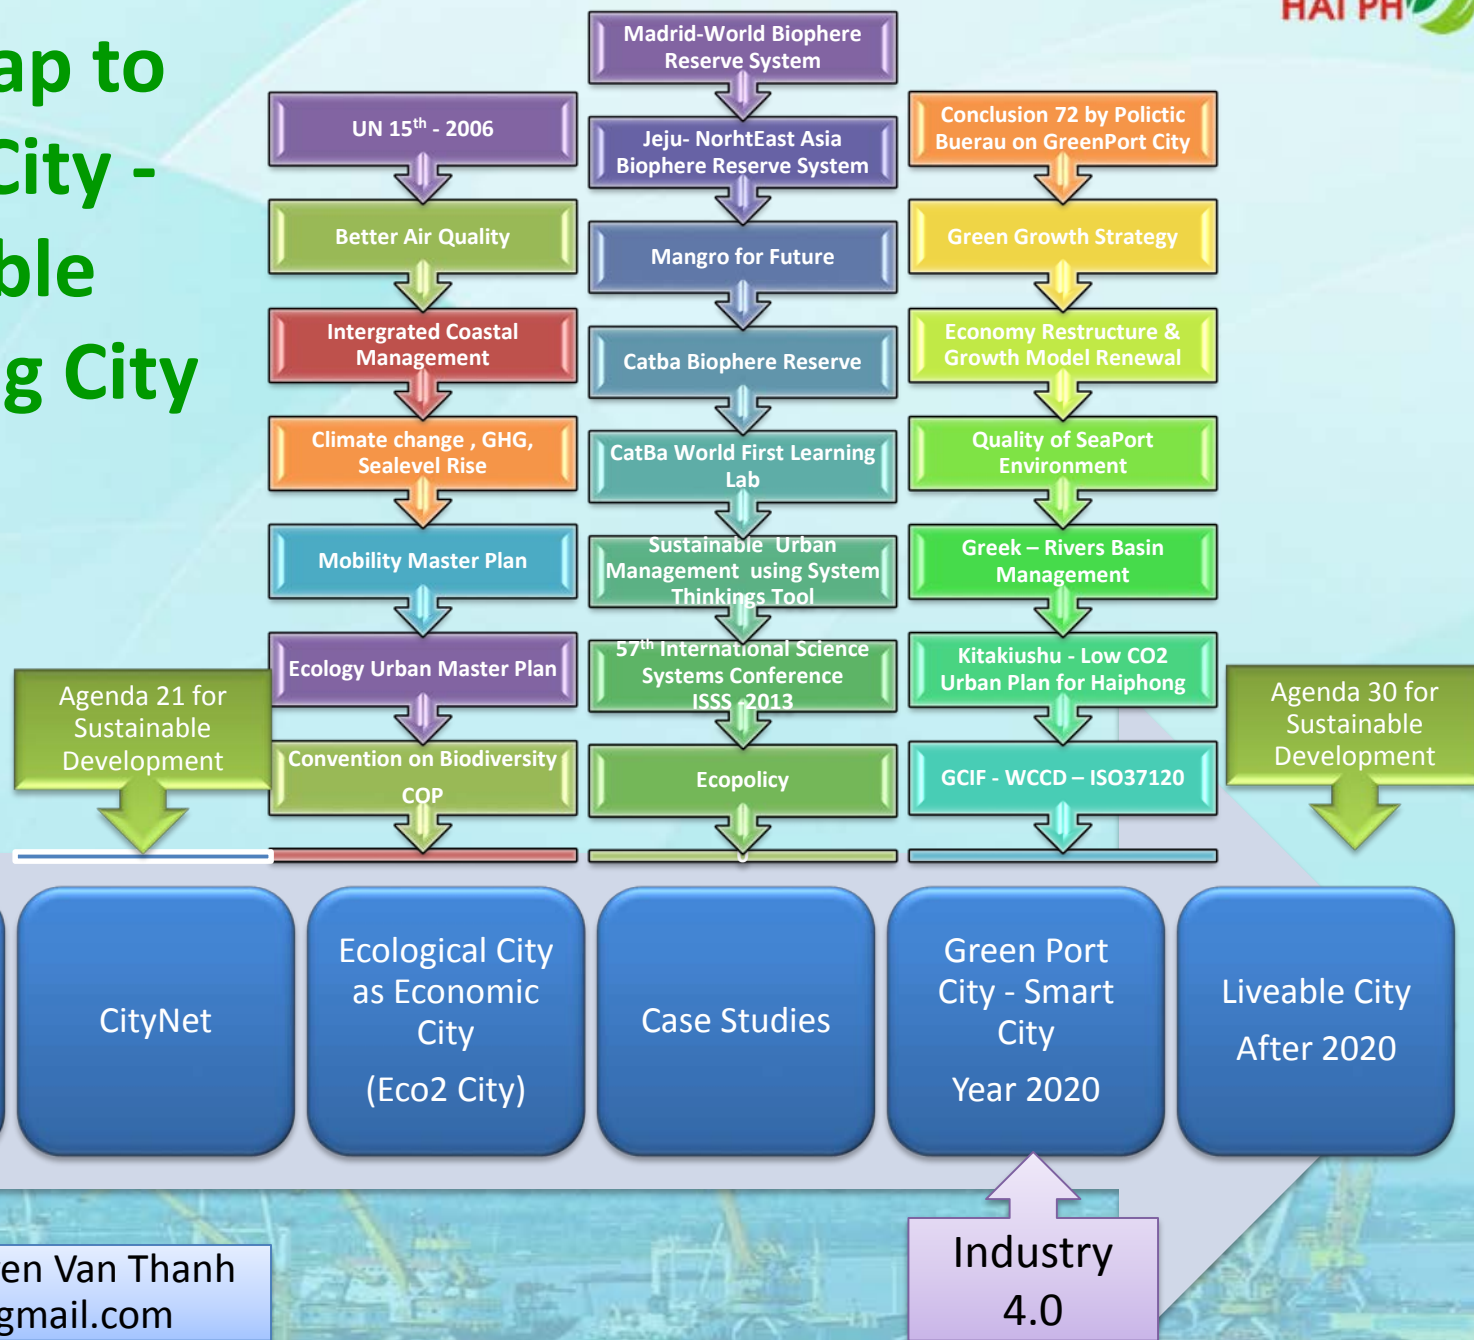 HAI PH
ap to
City -
ble
g City
UN 15th - 2006
Better Air Quality
Intergrated Coastal
Management
Climate change , GHG,
Sealevel Rise
Mobility Master Plan
Ecology Urban Master Plan
Convention on Biodiversity
COP
Madrid-World Biophere
Reserve System
Jeju- NorhtEast Asia
Biophere Reserve System
Mangro for Future
Catba Biophere Reserve
CatBa World First Learning
Lab
Sustainable Urban
Management using System
Thinkings Tool
57th International Science
Systems Conference
ISSS -2013
Ecopolicy
Conclusion 72 by Polictic
Buerau on GreenPort City
Green Growth Strategy
Economy Restructure &
Growth Model Renewal
Quality of SeaPort
Environment
Greek – Rivers Basin
Management
Kitakiushu - Low CO2
Urban Plan for Haiphong
GCIF - WCCD – ISO37120
Agenda 21 for
Sustainable
Development
Agenda 30 for
Sustainable
Development
CityNet
Ecological City
as Economic
City
(Eco2 City)
Case Studies
Green Port
City - Smart
City
Year 2020
Liveable City
After 2020
en Van Thanh
gmail.com
Industry
4.0